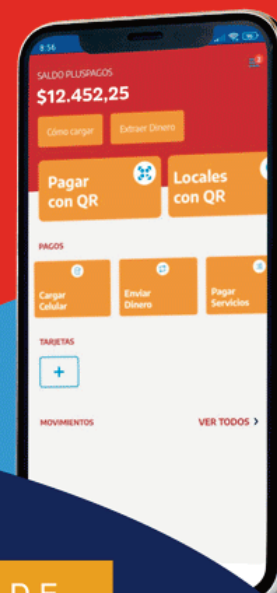 8:56
SALDO PLUSPAGOS
$12.452,25
Cómo cargar
Extraer Dinero
Pagar
con QR
Locales
con QR
PAGOS
Cargar
Celular
Enviar
Dinero
Pagar
Servicios
TARJETAS
+
MOVIMIENTOS
VER TODOS >
DE